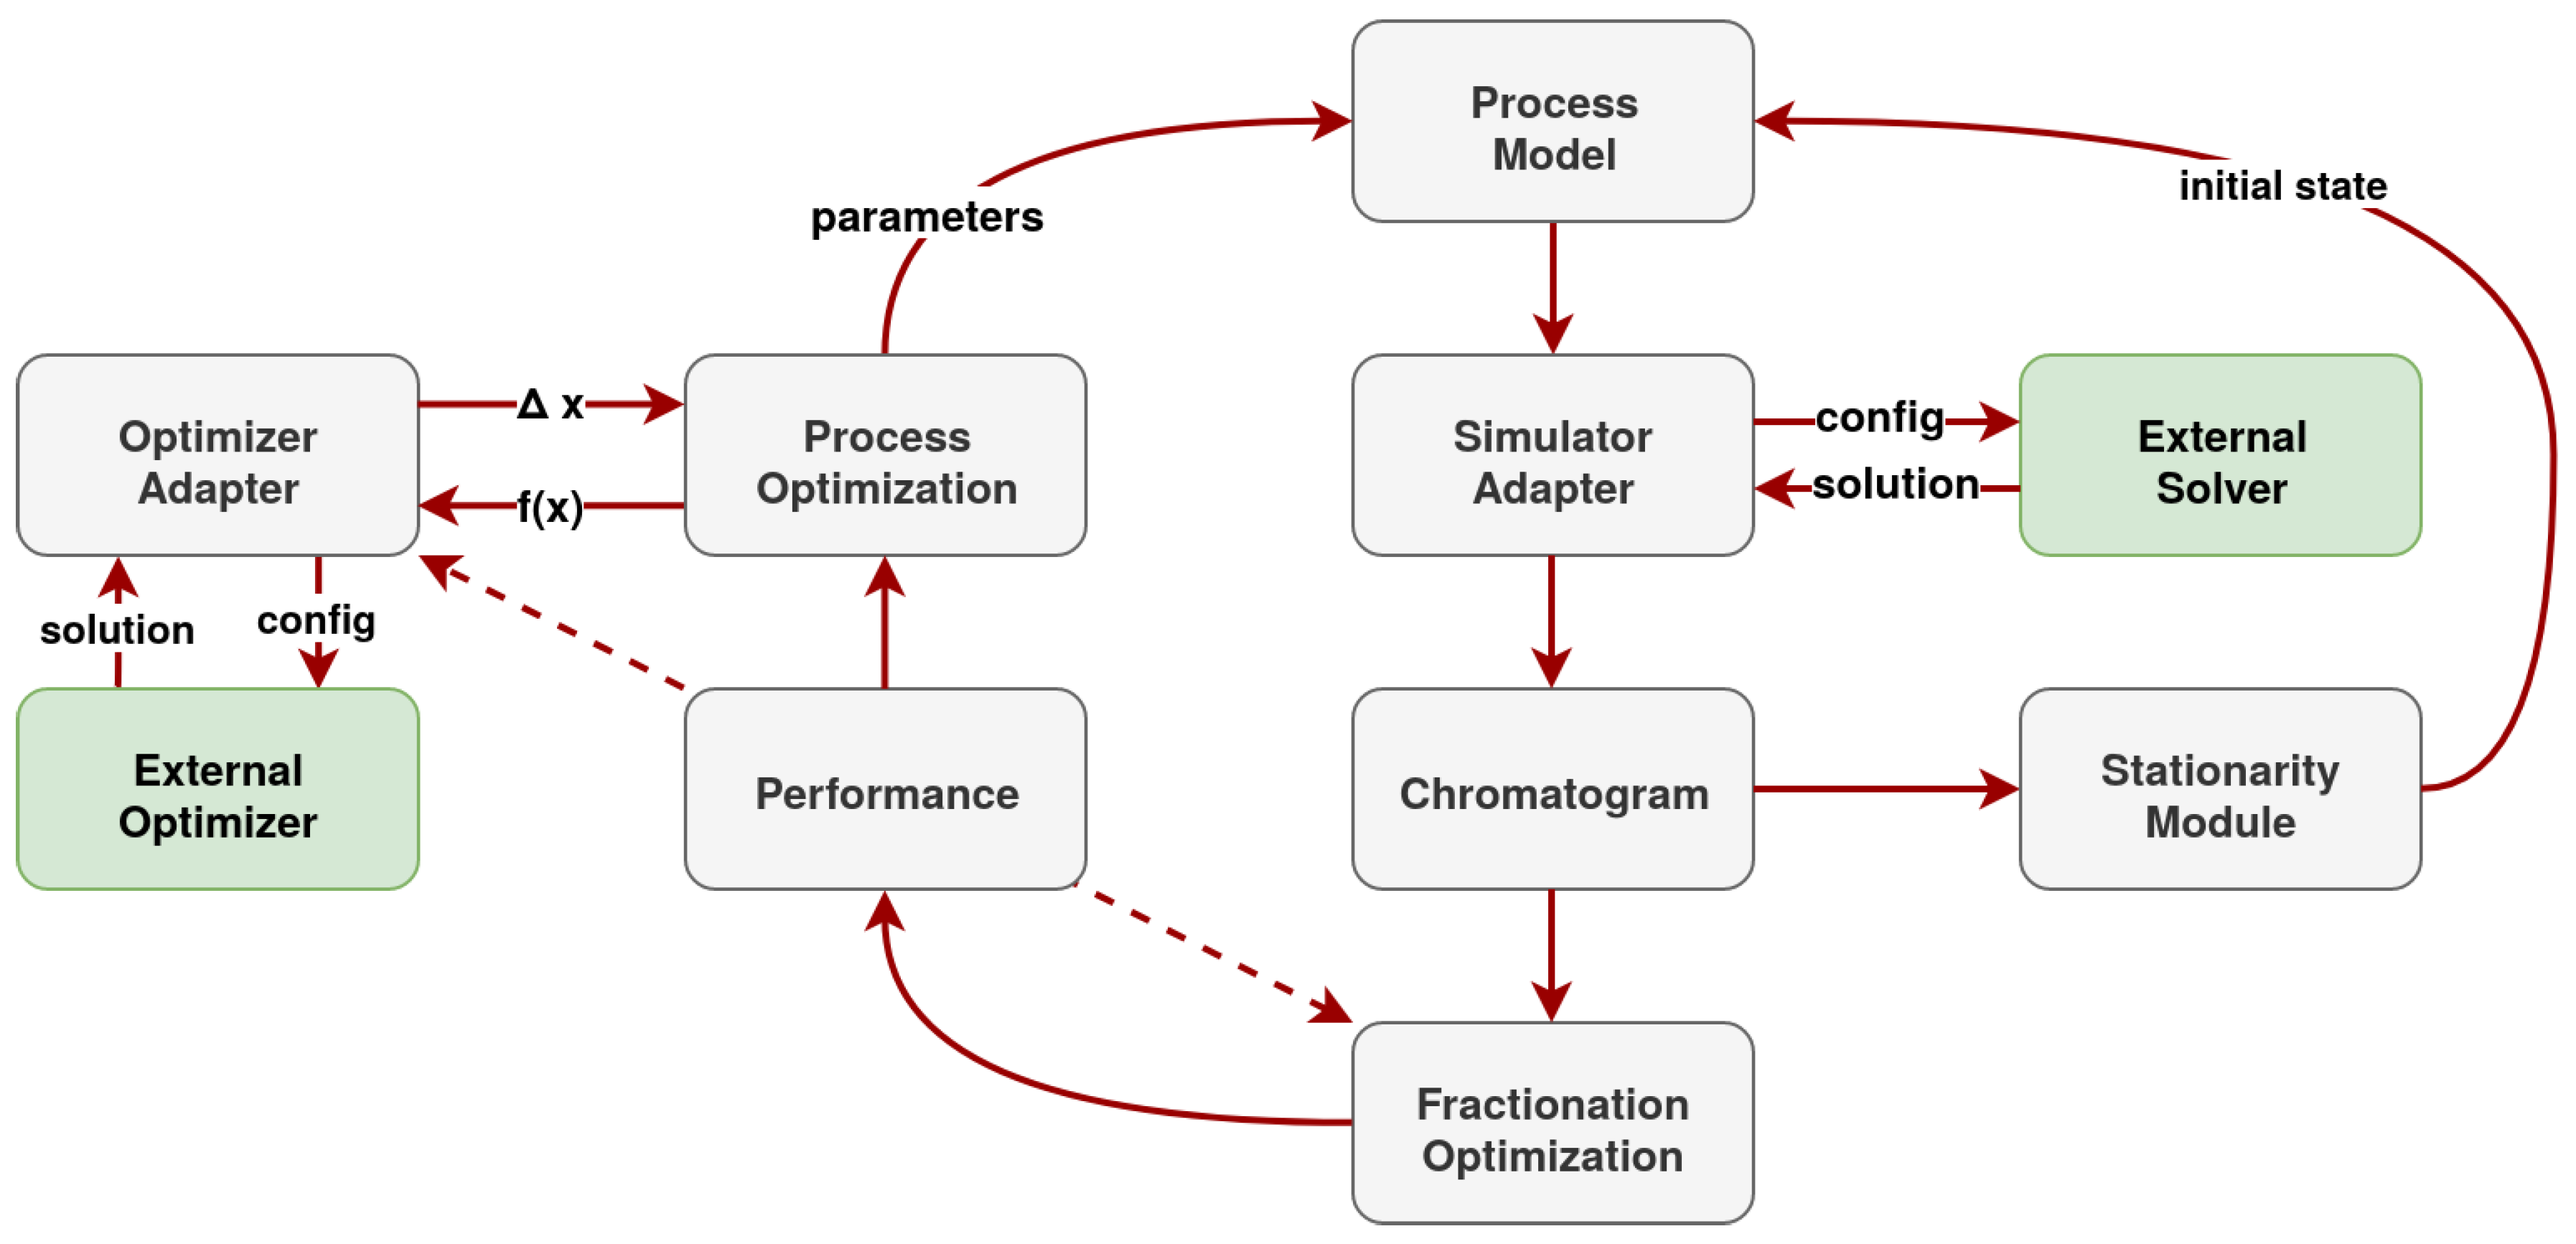 Process
Model
initial state
parameters
Optimizer
Adapter
Δ x
f(x)
Process
Optimization
Simulator
Adapter
config
solution
External
Solver
solution
config
External
Optimizer
Performance
Chromatogram
Stationarity
Module
Fractionation
Optimization